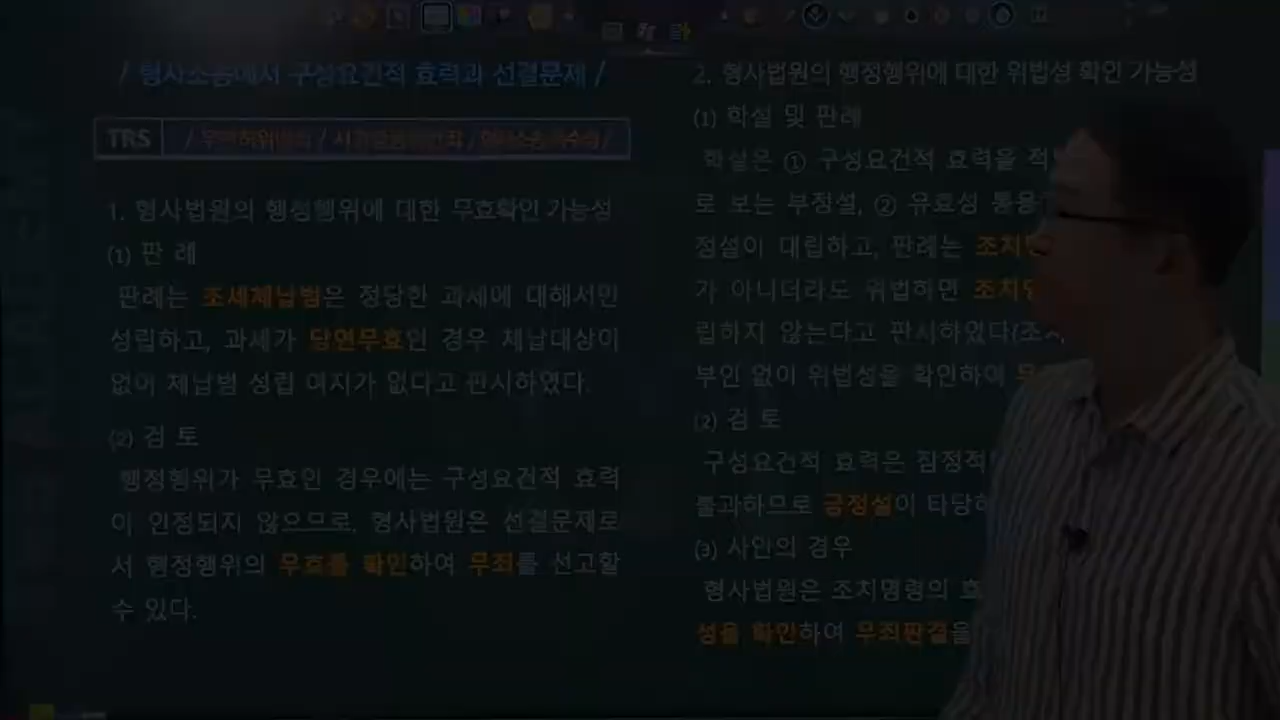 / 형사소송에서 구성요건적 효력과 선결문제 /
TRS
1. 형사법원의 행정행위에 대한 무효확인 가능성
(1) 판 례
판례는 조세체납범은 정당한 과세에 대해서만
성립하고, 과세가 당연무효인 경우 체납대상이
없어 체납범 성립 여지가 없다고 판시하였다.
(2) 검 토
행정행위가 무효인 경우에는 구성요건적 효력
이 인정되지 않으므로, 형사법원은 선결문제로
서 행정행위의 무효를 확인하여 무죄를 선고할
수 있다.
2. 형사법원의 행정행위에 대한 위법성 확인 가능성
(1) 학설 및 판례
학설은 ① 구성요건적 효력을
로 보는 부정설, ② 유효성 통용
정설이 대립하고, 판례는
가 아니더라도 위법하면
립하지 않는다고 판시하였다
부인 없이 위법성을 확인하여
(2) 검 토
구성요건적 효력은 잠정적
불과하므로 긍정설이
(3) 사인의 경우
형사법원은 조치명령의
성을 확인하여 무죄판결을